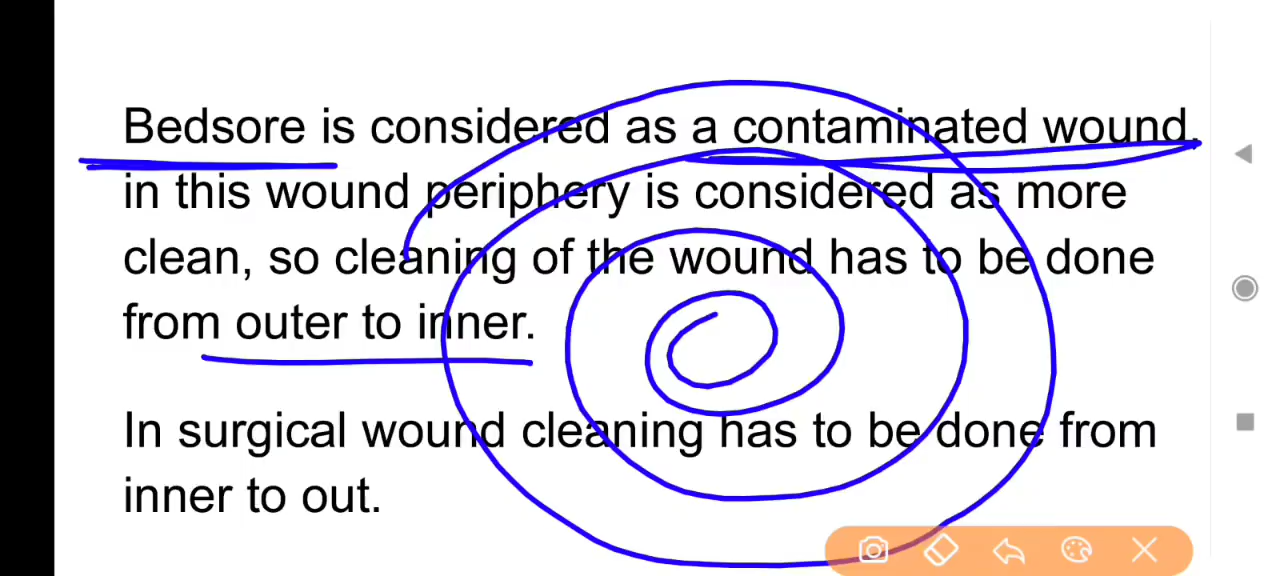 Bedsore is considered as a contaminated wound.
in this wound periphery is considered as more
clean, so cleaning of the wound has to be done
from outer to inner.
In surgical wound cleaning has to be done from
inner to out.